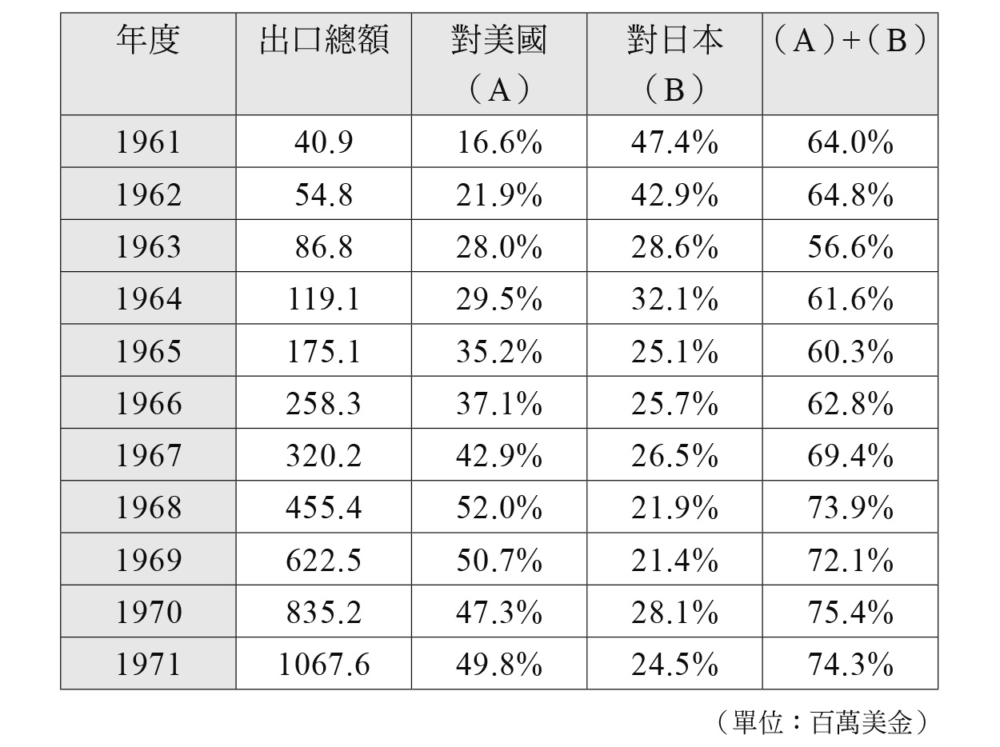 年度 出口總額 對美國（A） 對日本（B） （A）+（B）
1961 40.9 16.6% 47.4% 64.0%
1962 54.8 21.9% 42.9% 64.8%
1963 86.8 28.0% 28.6% 56.6%
1964 119.1 29.5% 32.1% 61.6%
1965 175.1 35.2% 25.1% 60.3%
1966 258.3 37.1% 25.7% 62.8%
1967 320.2 42.9% 26.5% 69.4%
1968 455.4 52.0% 21.9% 73.9%
1969 622.5 50.7% 21.4% 72.1%
1970 835.2 47.3% 28.1% 75.4%
1971 1067.6 49.8% 24.5% 74.3%
（單位：百萬美金）